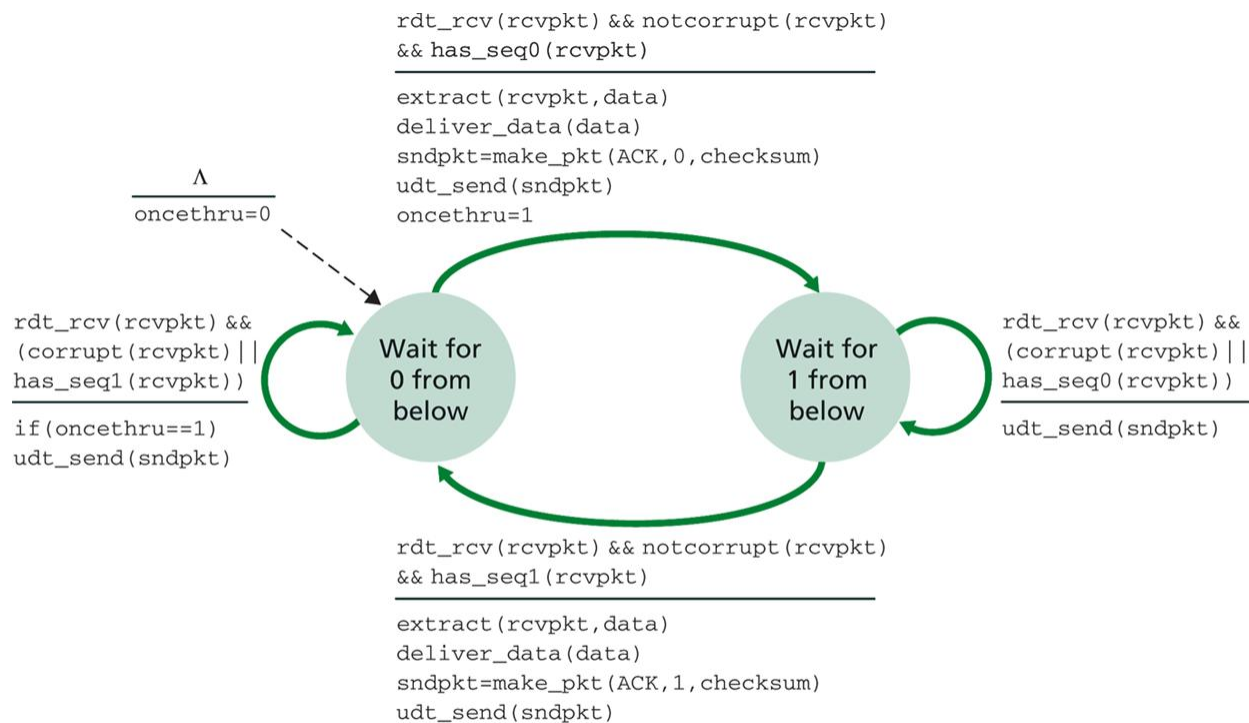 rdt_rcv(rcvpkt) && notcorrupt(rcvpkt)
&& has_seq0(rcvpkt)
extract(rcvpkt,data)
deliver_data(data)
sndpkt=make_pkt(ACK,0,checksum)
udt_send(sndpkt)
oncethru=1
Λ
oncethru=0
rdt_rcv(rcvpkt) &&
(corrupt(rcvpkt)||
has_seq1(rcvpkt))
if(oncethru==1)
udt_send(sndpkt)
Wait for
0 from
below
Wait for
1 from
below
rdt_rcv(rcvpkt) &&
(corrupt(rcvpkt)||
has_seq0(rcvpkt))
udt_send(sndpkt)
rdt_rcv(rcvpkt) && notcorrupt(rcvpkt)
&& has_seq1(rcvpkt)
extract(rcvpkt,data)
deliver_data(data)
sndpkt=make_pkt(ACK,1,checksum)
udt_send(sndpkt)